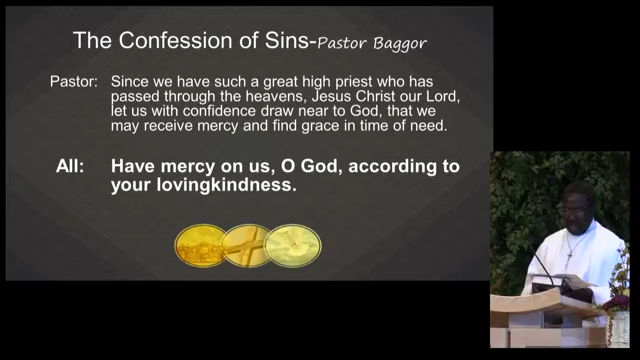 The Confession of Sins-Pastor Baggor
Pastor: Since we have such a great high priest who has
passed through the heavens, Jesus Christ our Lord,
let us with confidence draw near to God, that we
may receive mercy and find grace in time of need.
All: Have mercy on us, O God, according to
your lovingkindness.